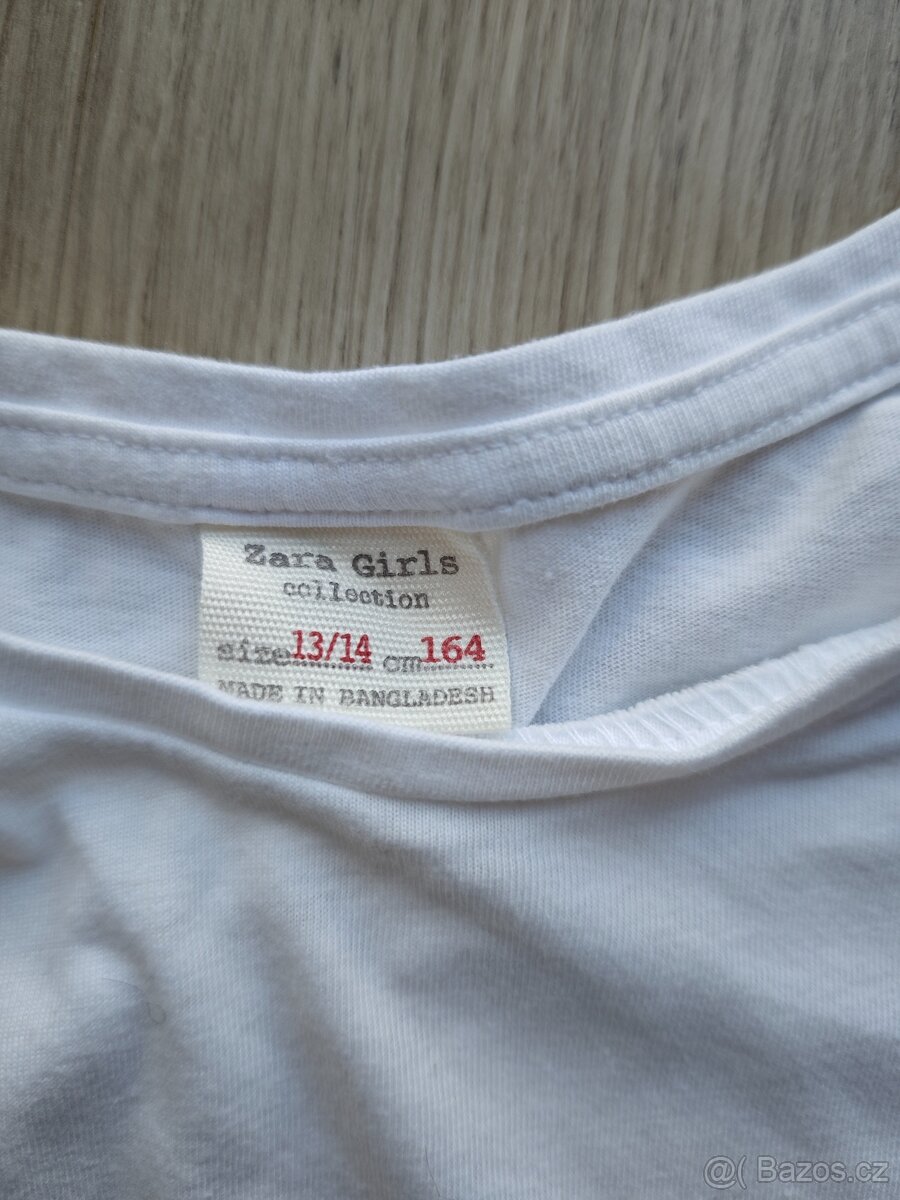 Zara Girls
collection
size 13/14 cm 164
MADE IN BANGLADESH
@( Bazos.cz